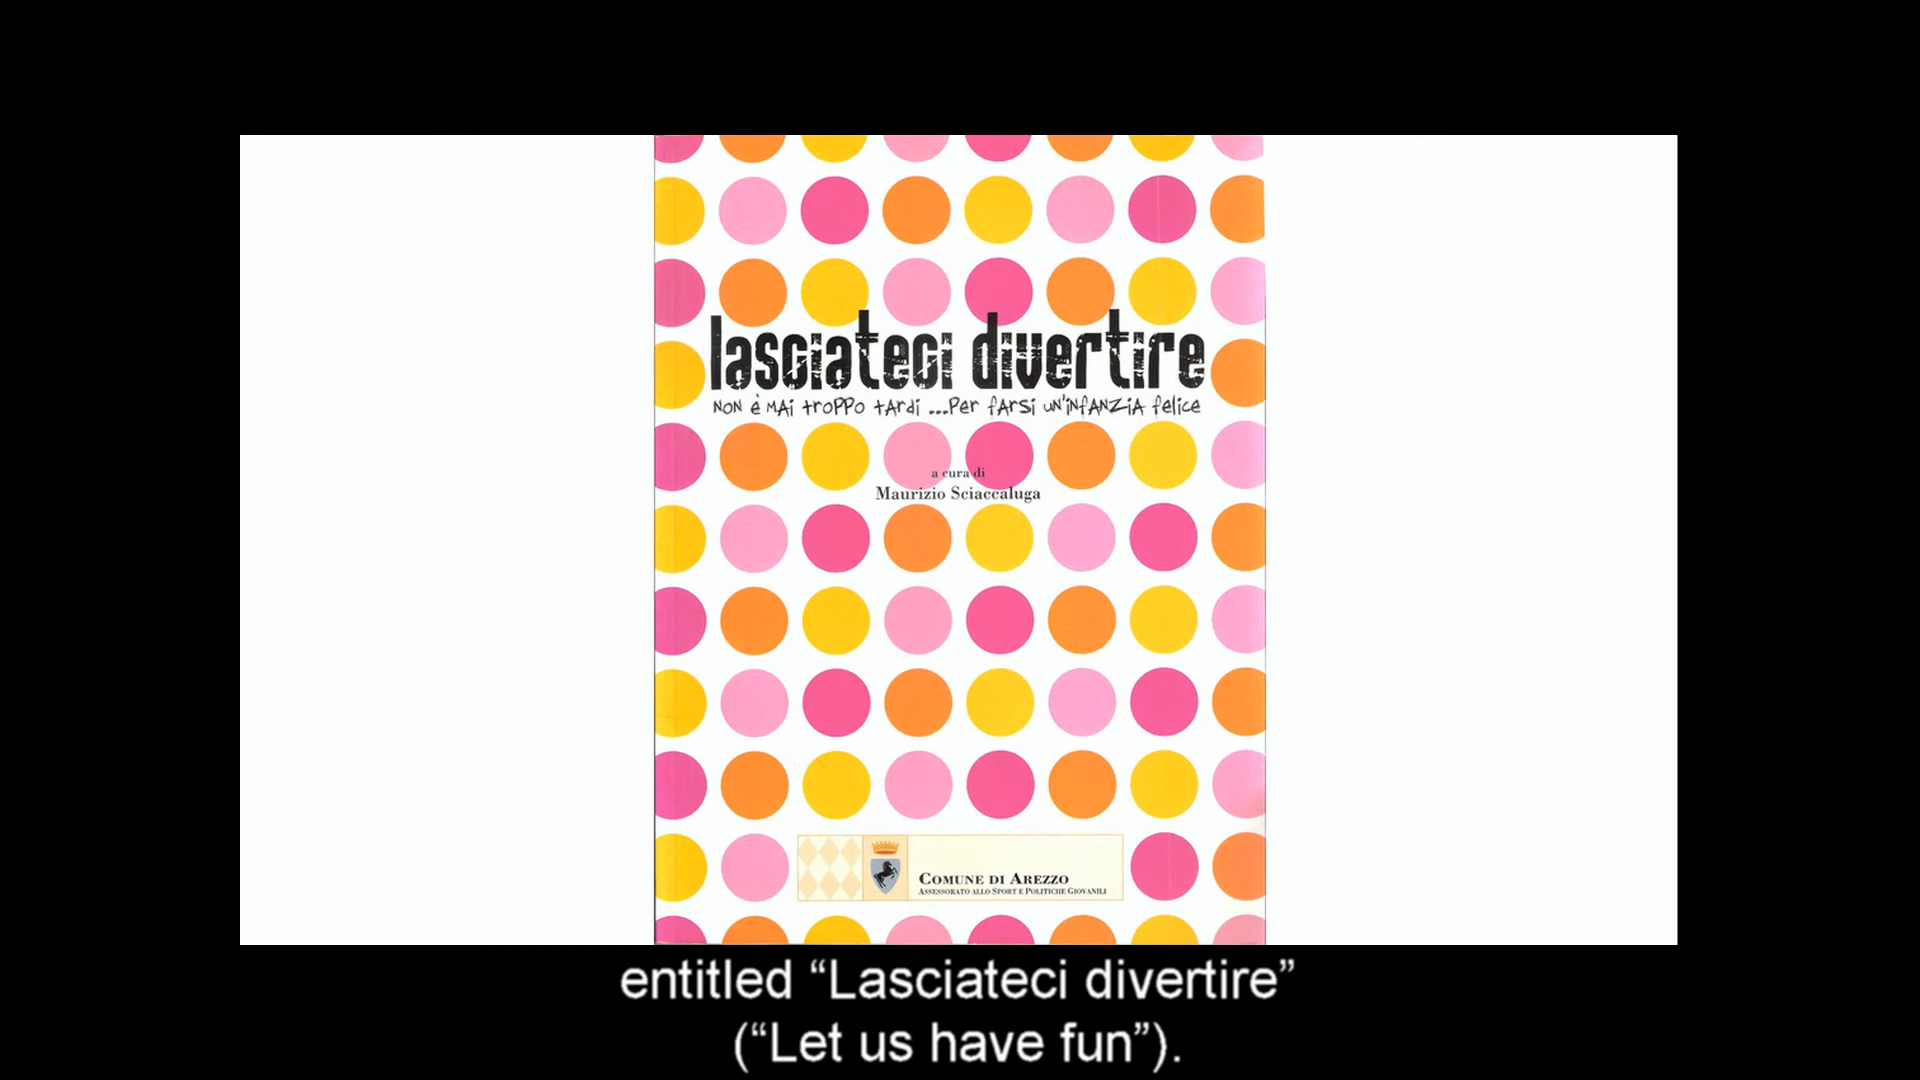 lasciateci divertire
non è mai troppo tardi ...per farsi un'infanzia felice
a cura di
Maurizio Sciaccaluga
Comune di Arezzo
Assessorato allo Sport e Politiche Giovanili
entitled “Lasciateci divertire”
(“Let us have fun”).